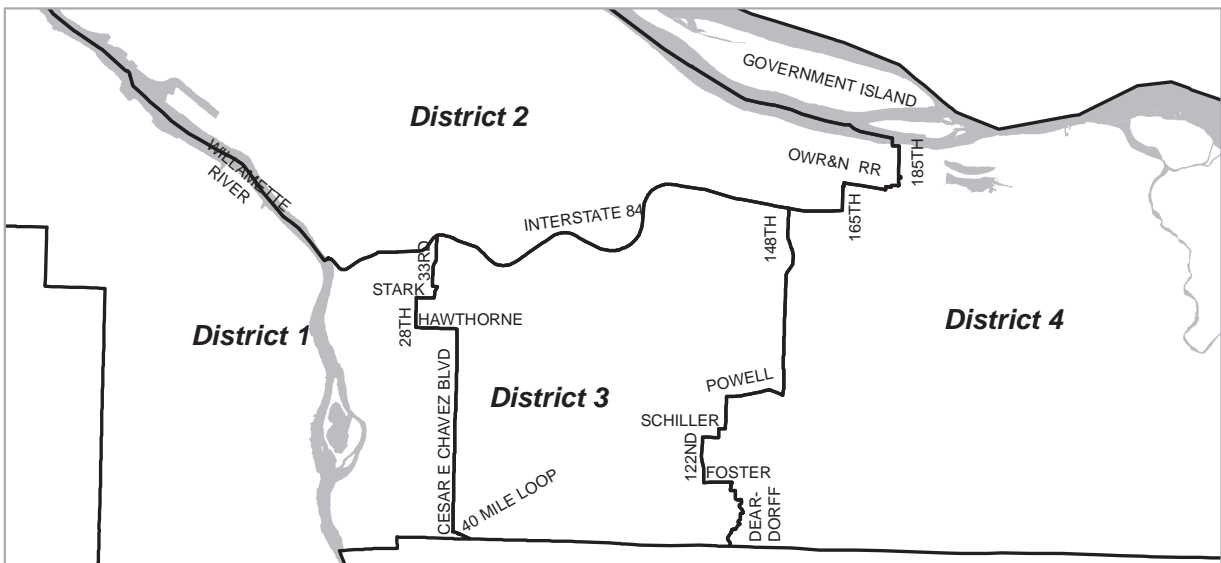 GOVERNMENT ISLAND
District 2
WILLAMETTE
RIVER
OWR&N RR
185TH
165TH
INTERSTATE 84
148TH
33RD
STARK
28TH
HAWTHORNE
District 1
District 4
CESAR E CHAVEZ BLVD
District 3
POWELL
SCHILLER
122ND
FOSTER
40 MILE LOOP
DEAR-
DORFF